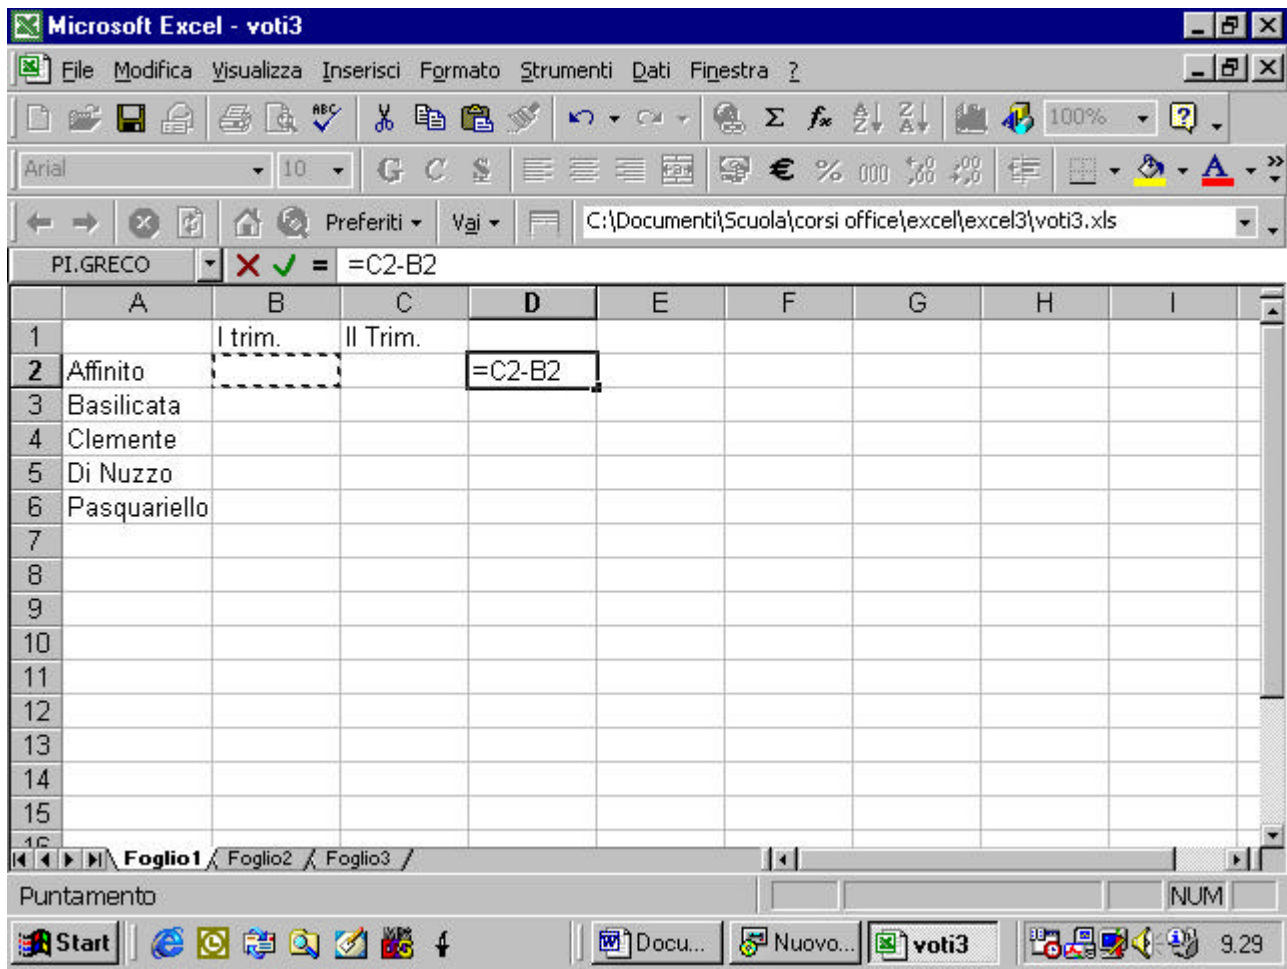 Microsoft Excel - voti3
File Modifica Visualizza Inserisci Formato Strumenti Dati Finestra ?
ABC Σ fx A Z Z A 100% ?
Arial 10 G C S € % 000 A »
Preferiti Vai C:\Documenti\Scuola\corsi office\excel\excel3\voti3.xls
PI.GRECO = =C2-B2
A B C D E F G H I
1 I trim. II Trim.
2 Affinito =C2-B2
3 Basilicata
4 Clemente
5 Di Nuzzo
6 Pasquariello
7
8
9
10
11
12
13
14
15
16
Foglio1 Foglio2 Foglio3
Puntamento NUM
Start Docu... Nuovo... voti3 9.29